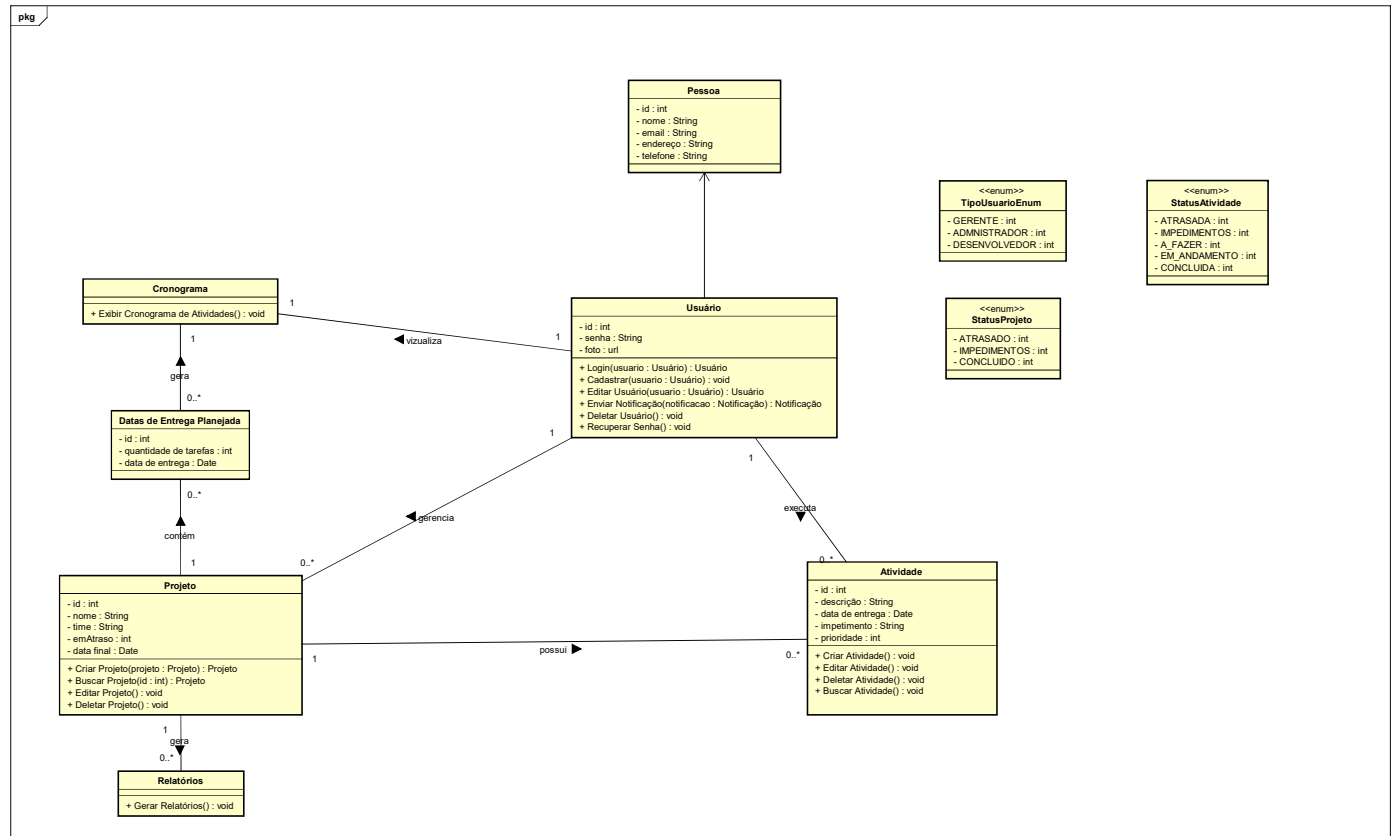 pkg
Pessoa
- id : int
- nome : String
- email : String
- endereço : String
- telefone : String
<<enum>>
TipoUsuarioEnum
- GERENTE : int
- ADMNISTRADOR : int
- DESENVOLVEDOR : int
<<enum>>
StatusAtividade
- ATRASADA : int
- IMPEDIMENTOS : int
- A_FAZER : int
- EM_ANDAMENTO : int
- CONCLUIDA : int
<<enum>>
StatusProjeto
- ATRASADO : int
- IMPEDIMENTOS : int
- CONCLUIDO : int
Cronograma
+ Exibir Cronograma de Atividades() : void
1
vizualiza
1
Usuário
- id : int
- senha : String
- foto : url
+ Login(usuario : Usuário) : Usuário
+ Cadastrar(usuario : Usuário) : void
+ Editar Usuário(usuario : Usuário) : Usuário
+ Enviar Notificação(notificacao : Notificação) : Notificação
+ Deletar Usuário() : void
+ Recuperar Senha() : void
1
gera
0..*
Datas de Entrega Planejada
- id : int
- quantidade de tarefas : int
- data de entrega : Date
0..*
contém
1
1
gerencia
0..*
1
executa
0..*
Projeto
- id : int
- nome : String
- time : String
- emAtraso : int
- data final : Date
+ Criar Projeto(projeto : Projeto) : Projeto
+ Buscar Projeto(id : int) : Projeto
+ Editar Projeto() : void
+ Deletar Projeto() : void
1
possui
0..*
Atividade
- id : int
- descrição : String
- data de entrega : Date
- impetimento : String
- prioridade : int
+ Criar Atividade() : void
+ Editar Atividade() : void
+ Deletar Atividade() : void
+ Buscar Atividade() : void
1
gera
0..*
Relatórios
+ Gerar Relatórios() : void